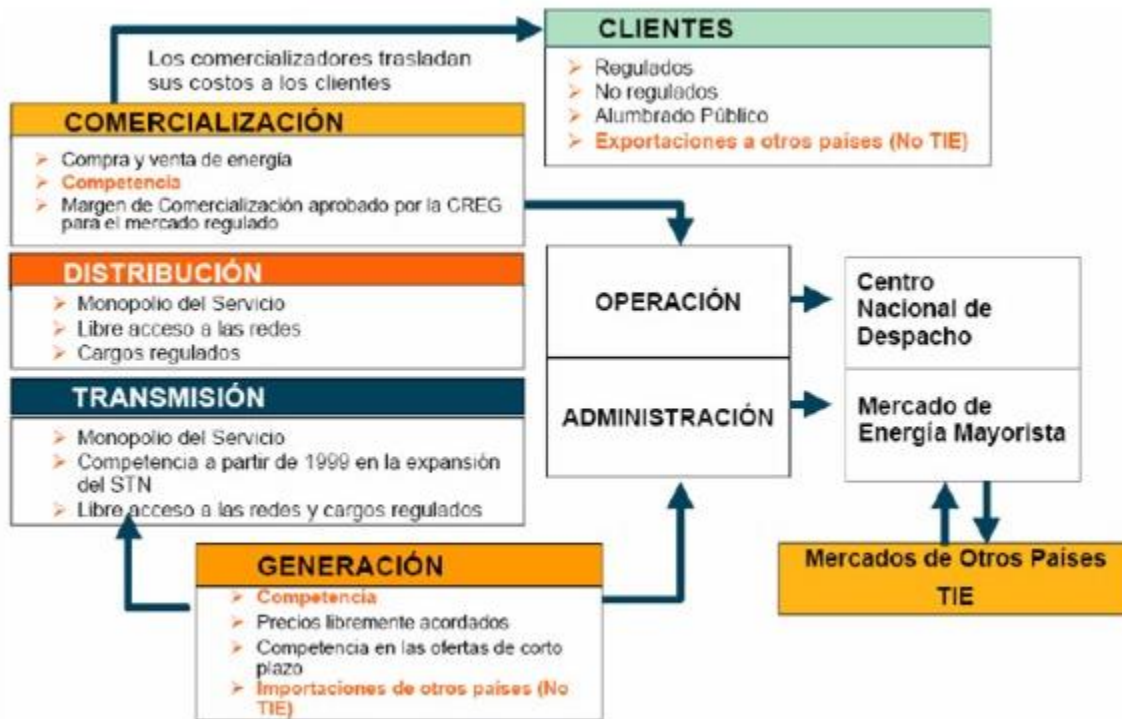 CLIENTES
Regulados
No regulados
Alumbrado Público
Exportaciones a otros países (No TIE)
Los comercializadores trasladan
sus costos a los clientes
COMERCIALIZACIÓN
Compra y venta de energía
Competencia
Margen de Comercialización aprobado por la CREG
para el mercado regulado
DISTRIBUCIÓN
Monopolio del Servicio
Libre acceso a las redes
Cargos regulados
TRANSMISIÓN
Monopolio del Servicio
Competencia a partir de 1999 en la expansión
del STN
Libre acceso a las redes y cargos regulados
GENERACIÓN
Competencia
Precios libremente acordados
Competencia en las ofertas de corto
plazo
Importaciones de otros países (No
TIE)
OPERACIÓN
ADMINISTRACIÓN
Centro
Nacional de
Despacho
Mercado de
Energía Mayorista
Mercados de Otros Países
TIE